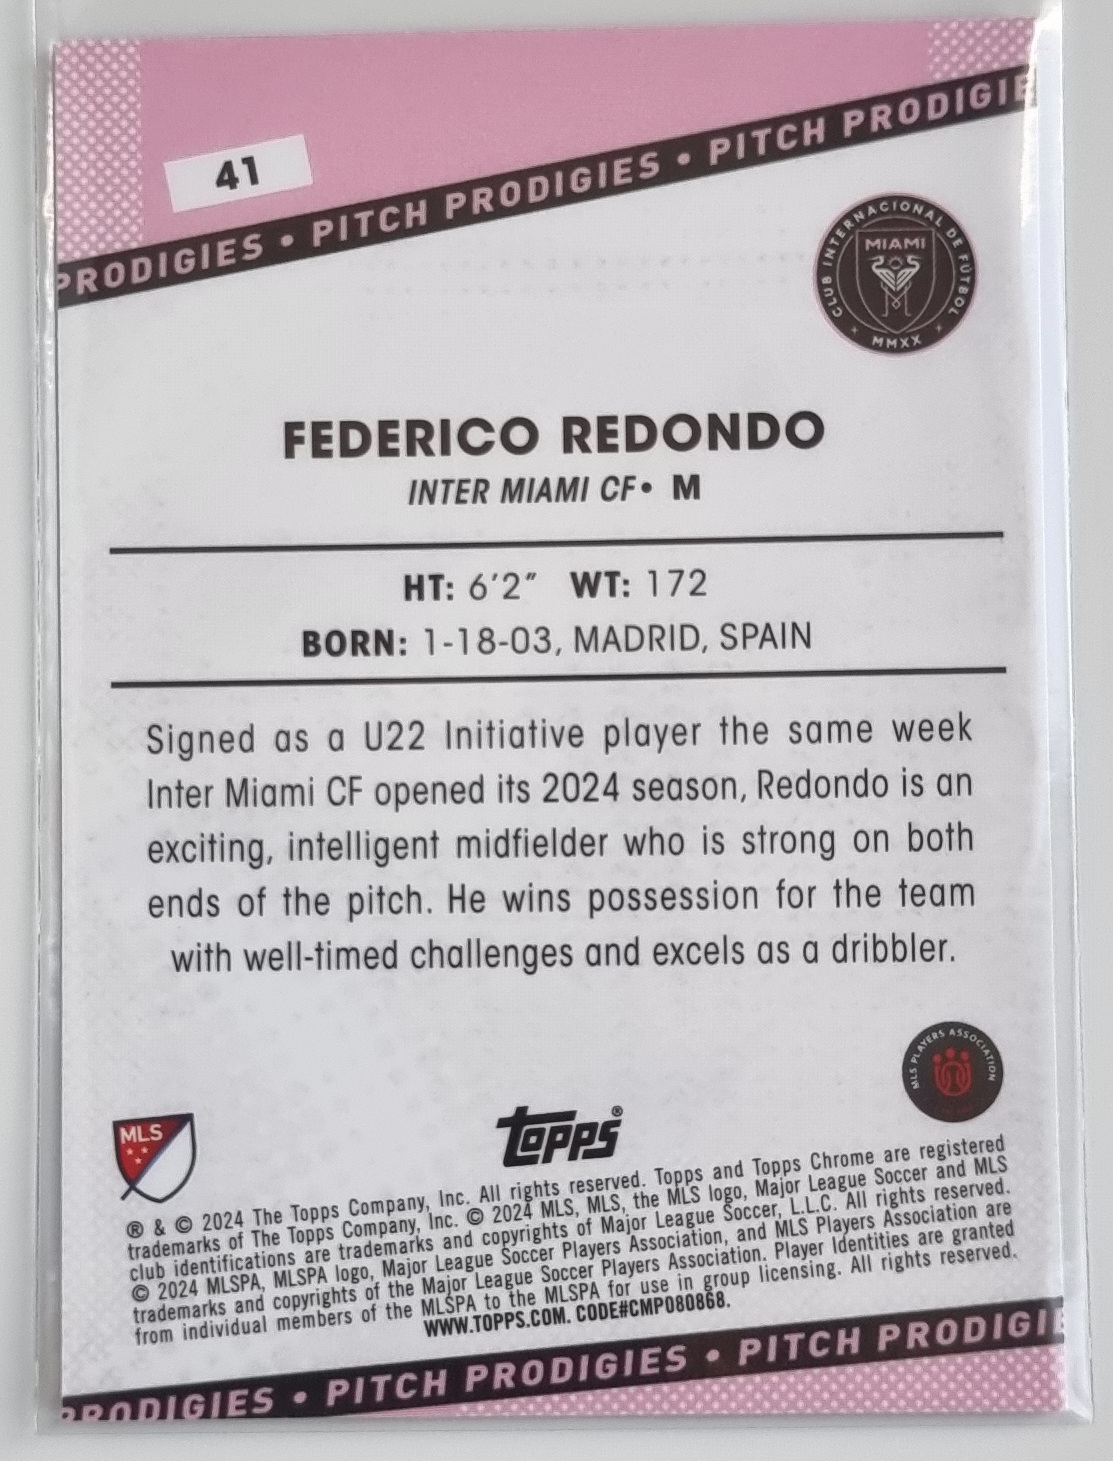 41
PRODIGIES • PITCH PRODIGIES • PITCH PRODIGIE
CLUB INTERNACIONAL DE FÚTBOL
MIAMI
MMXX
FEDERICO REDONDO
INTER MIAMI CF• M
HT: 6'2" WT: 172
BORN: 1-18-03, MADRID, SPAIN
Signed as a U22 Initiative player the same week
Inter Miami CF opened its 2024 season, Redondo is an
exciting, intelligent midfielder who is strong on both
ends of the pitch. He wins possession for the team
with well-timed challenges and excels as a dribbler.
MLS PLAYERS ASSOCIATION
MLS
topps®
® & © 2024 The Topps Company, Inc. All rights reserved. Topps and Topps Chrome are registered
trademarks of The Topps Company, Inc. © 2024 MLS, MLS, the MLS logo, Major League Soccer and MLS
club identifications are trademarks and copyrights of Major League Soccer, L.L.C. All rights reserved.
© 2024 MLSPA, MLSPA logo, Major League Soccer Players Association, and MLS Players Association are
trademarks and copyrights of the Major League Soccer Players Association. Player Identities are granted
from individual members of the MLSPA to the MLSPA for use in group licensing. All rights reserved.
WWW.TOPPS.COM. CODE#CMP080868.
PRODIGIES • PITCH PRODIGIES • PITCH PRODIGI